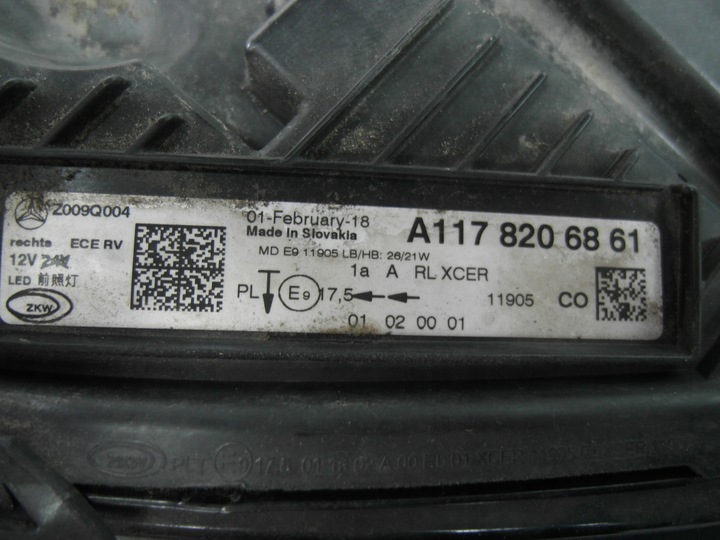 Z009Q004
01-February-18
A117 820 68 61
Made in Slovakia
rechts ECE RV
MD E9 11905 LB/HB: 26/21W
12V
1a A RL XCER
LED 前照灯
PL E9 17,5 11905 CO
ZKW
01 02 00 01
ZKW